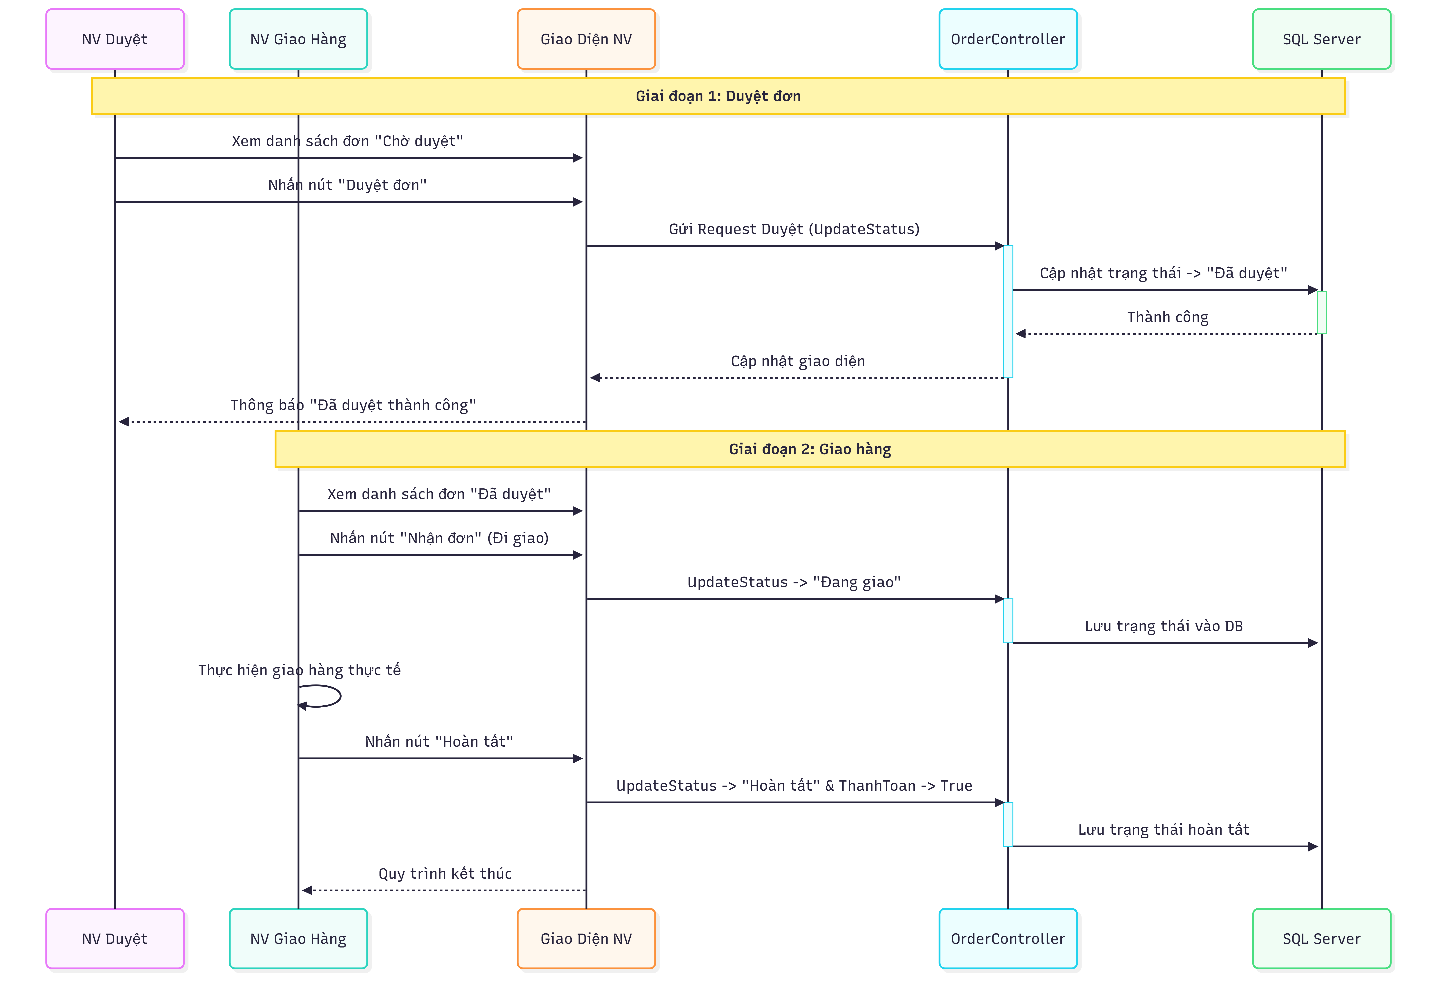 NV Duyệt
NV Giao Hàng
Giao Diện NV
OrderController
SQL Server
Giai đoạn 1: Duyệt đơn
Xem danh sách đơn "Chờ duyệt"
Nhấn nút "Duyệt đơn"
Gửi Request Duyệt (UpdateStatus)
Cập nhật trạng thái -> "Đã duyệt"
Thành công
Cập nhật giao diện
Thông báo "Đã duyệt thành công"
Giai đoạn 2: Giao hàng
Xem danh sách đơn "Đã duyệt"
Nhấn nút "Nhận đơn" (Đi giao)
UpdateStatus -> "Đang giao"
Lưu trạng thái vào DB
Thực hiện giao hàng thực tế
Nhấn nút "Hoàn tất"
UpdateStatus -> "Hoàn tất" & ThanhToan -> True
Lưu trạng thái hoàn tất
Quy trình kết thúc
NV Duyệt
NV Giao Hàng
Giao Diện NV
OrderController
SQL Server